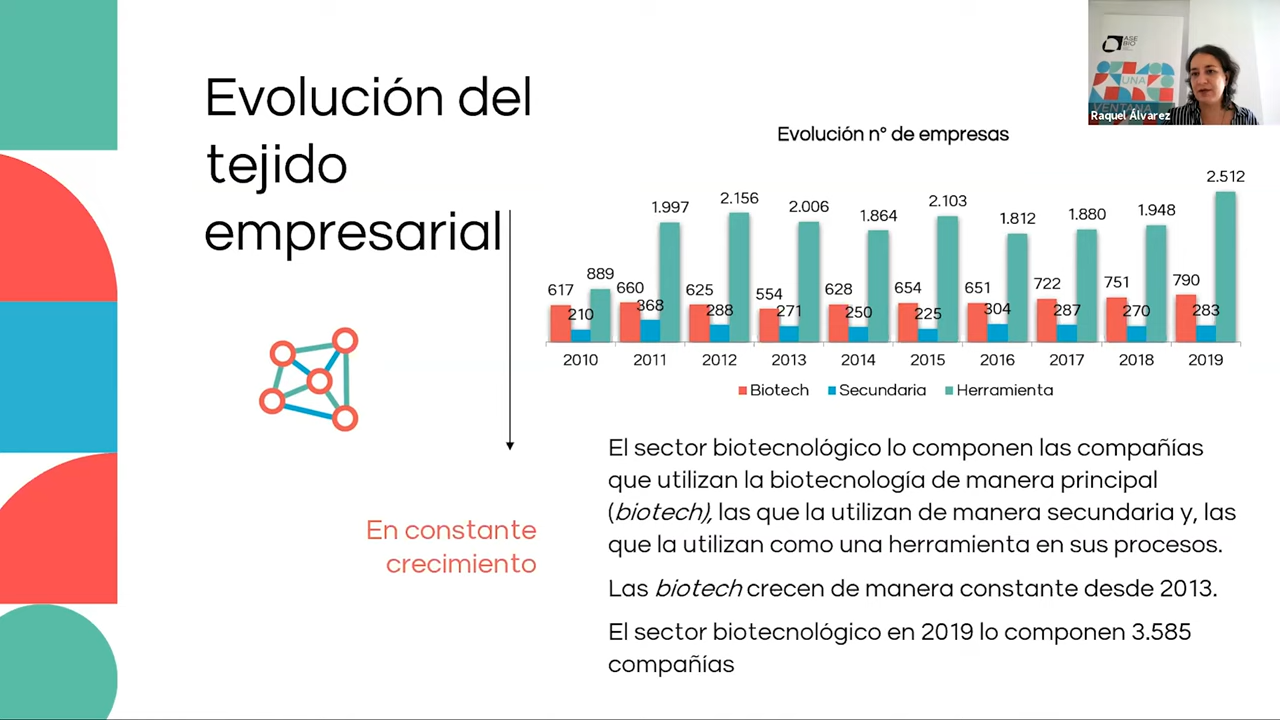 Evolución del
tejido
empresarial
En constante
crecimiento
ASE
BIO
UNA
VENTANA
Raquel Álvarez
Evolución nº de empresas
617 210 889
660 368 1.997
625 288 2.156
554 271 2.006
628 250 1.864
654 225 2.103
651 304 1.812
722 287 1.880
751 270 1.948
790 283 2.512
2010 2011 2012 2013 2014 2015 2016 2017 2018 2019
Biotech Secundaria Herramienta
El sector biotecnológico lo componen las compañías
que utilizan la biotecnología de manera principal
(biotech), las que la utilizan de manera secundaria y, las
que la utilizan como una herramienta en sus procesos.
Las biotech crecen de manera constante desde 2013.
El sector biotecnológico en 2019 lo componen 3.585
compañías